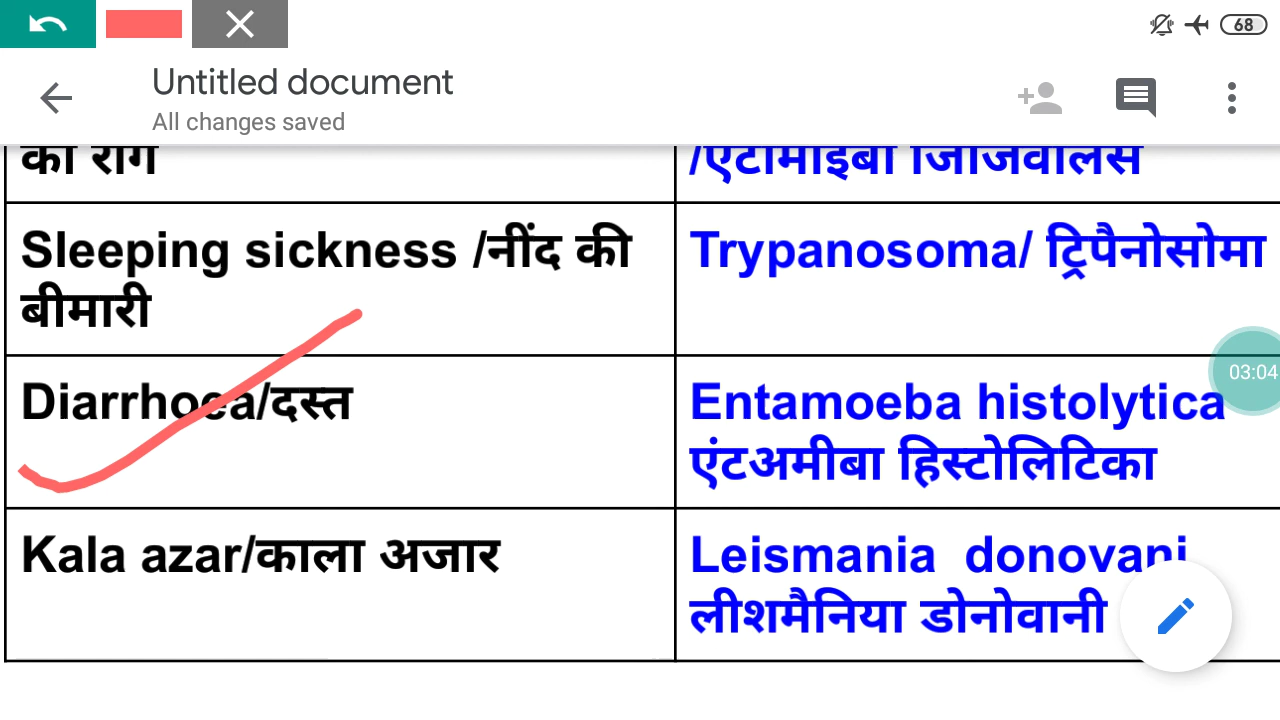 68
Untitled document
All changes saved
का रोग
/एंटामाइबा जिंजिवालिस
Sleeping sickness /नींद की
बीमारी
Trypanosoma/ ट्रिपैनोसोमा
03:04
Diarrhoea/दस्त
Entamoeba histolytica
एंटअमीबा हिस्टोलिटिका
Kala azar/काला अजार
Leismania donovani
लीशमैनिया डोनोवानी